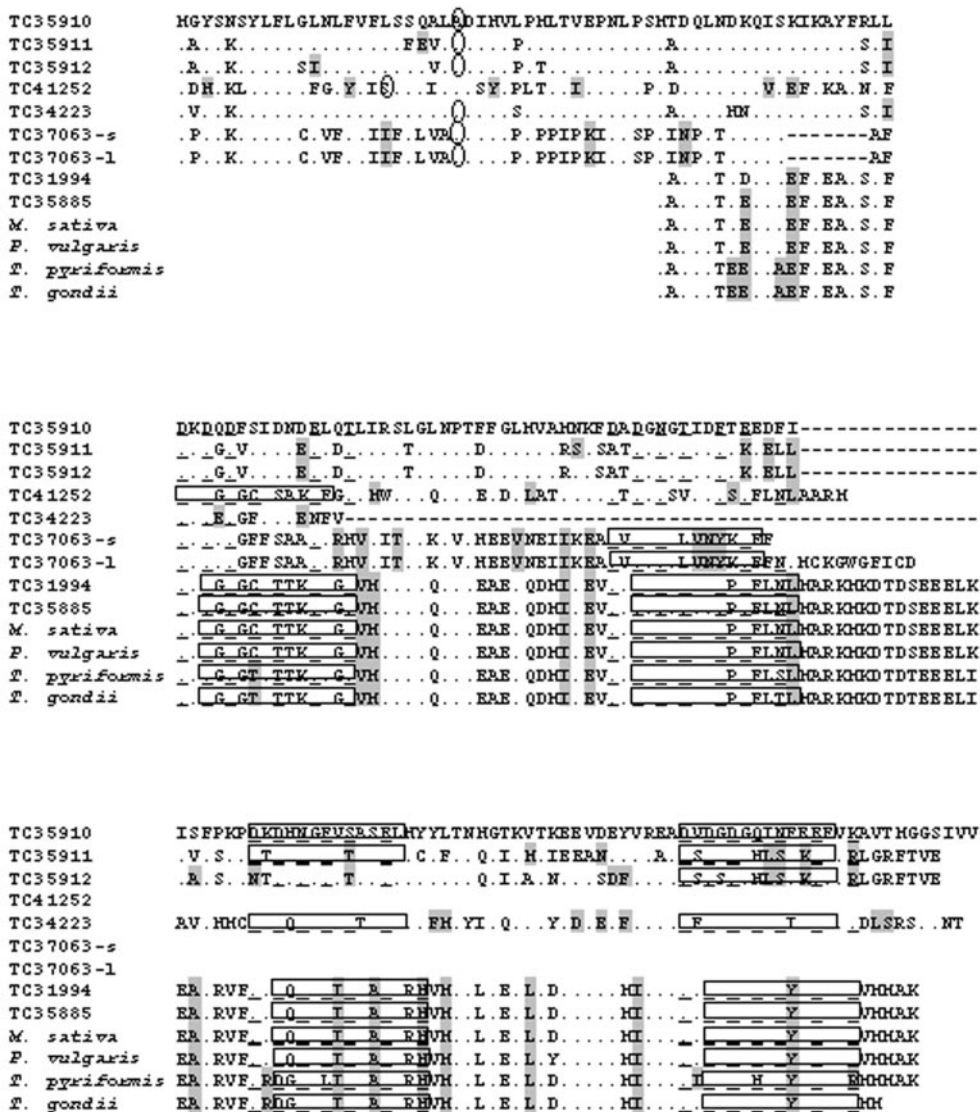 TC35910 HGYSNSYLFLGLNLFVFLSSQALADIHVLPHLTVEPNLPSHTDQLNDKQISKIKAYFRLL
TC35911 .A..K..............FEV......P............A...............S.I
TC35912 .A..K.....SI.........V......P.T..........A...............S.I
TC41252 .DH.KL....FG.Y.IS...I...SY.PLT...I.......P.D.......V.EF.KA.N.F
TC34223 .V..K.......................S............A....HN.........S.I
TC37063-s .P..K.....C.VF..IIF.LVA.....P.PPIPKI..SP.INP.T.....-------AF
TC37063-l .P..K.....C.VF..IIF.LVA.....P.PPIPKI..SP.INP.T.....-------AF
TC31994 .A...T.D...EF.EA.S.F
TC35885 .A...T.E...EF.EA.S.F
M. sativa .A...T.E...EF.EA.S.F
P. vulgaris .A...T.E...EF.EA.S.F
T. pyriformis .A...TEE..AEF.EA.S.F
T. gondii .A...TEE..AEF.EA.S.F
TC35910 DKDQDFSIDNDELQTLIRSLGLNPTFFGLHVAHNKFDADGNGTIDFTEEDFI---------------
TC35911 ...G.V....E..D.....T.....D......RS.SAT.........K.ELL---------------
TC35912 ...G.V....E..D.....T.....D......R..SAT.........K.ELL---------------
TC41252 ...G.GC.SAK.FG..HW...Q...E.D.LAT....T...SV...S.FLNLAARH
TC34223 ...E.GF...ENFV-----------------------------------------------------
TC37063-s .....GFFSAA..RHV.IT..K.V.HEEVNEIIKEA.V....LVNYK.FF
TC37063-l .....GFFSAA..RHV.IT..K.V.HEEVNEIIKEA.V....LVNYK.EFN.HCKGWGFICD
TC31994 ...G.GC.TTK..G.VH....Q...EAE.QDHI.EV...........P.FLNLHARKHKDTDSEEELK
TC35885 ...G.GC.TTK..G.VH....Q...EAE.QDHI.EV...........P.FLNLHARKHKDTDSEEELK
M. sativa ...G.GC.TTK..G.VH....Q...EAE.QDHI.EV...........P.FLNLHARKHKDTDSEEELK
P. vulgaris ...G.GC.TTK..G.VH....Q...EAE.QDHI.EV...........P.FLNLHARKHKDTDSEEELK
T. pyriformis ...G.GT.TTK..G.VH....Q...EAE.QDHI.EV...........P.FLSLHARKHKDTDTEEELI
T. gondii ...G.GT.TTK..G.VH....Q...EAE.QDHI.EV...........P.FLTLHARKHKDTDTEEELI
TC35910 ISFPKPDKDHNGFVSASELHYYLTNHGTKVTKEEVDEYVREADVDGDGQINFEEFVKAVTHGGSIVV
TC35911 .V.S...T......T.....C.F..Q.I.H.IEEAN....A..S....HLS.K..RLGRFTVE
TC35912 .A.S..NT......T........Q.I.A.N...SDF.......S.S..HLS.K..RLGRFTVE
TC41252
TC34223 AV.HHC...Q.....T.....FH.YI.Q...Y.D.E.F.....F.......T.....DLSRS..NT
TC37063-s
TC37063-l
TC31994 EA.RVF..Q...I..A..RHVH..L.E.L.D.....HI............Y.....VHHAK
TC35885 EA.RVF..Q...I..A..RHVH..L.E.L.D.....HI............Y.....VHHAK
M. sativa EA.RVF..Q...I..A..RHVH..L.E.L.D.....HI............Y.....VHHAK
P. vulgaris EA.RVF..Q...I..A..RHVH..L.E.L.Y.....HI............Y.....VHHAK
T. pyriformis EA.RVF.RDG..LI..A..RHVH..L.E.L.D.....HI....I....H..Y....RHHHAK
T. gondii EA.RVF.RDG...I..A..RHVH..L.E.L.D.....HI............Y.....HH